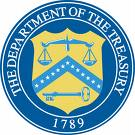 THE DEPARTMENT OF THE TREASURY
1789